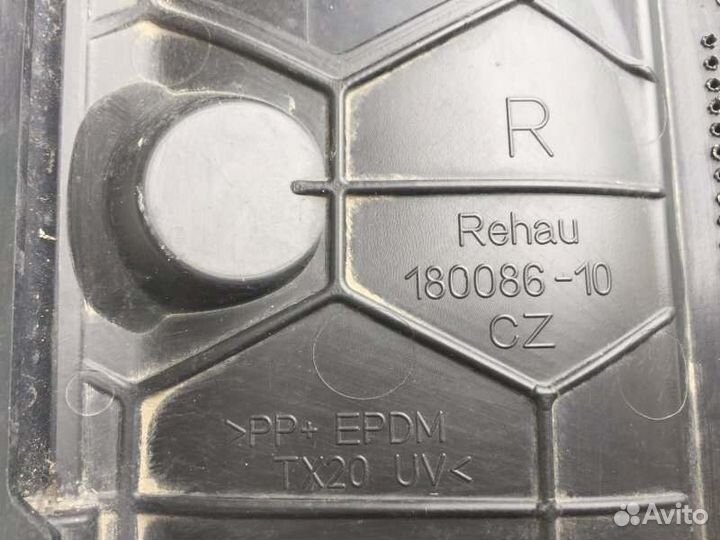 R
Rehau
180086-10
CZ
>PP+ EPDM
TX20 UV<
Avito